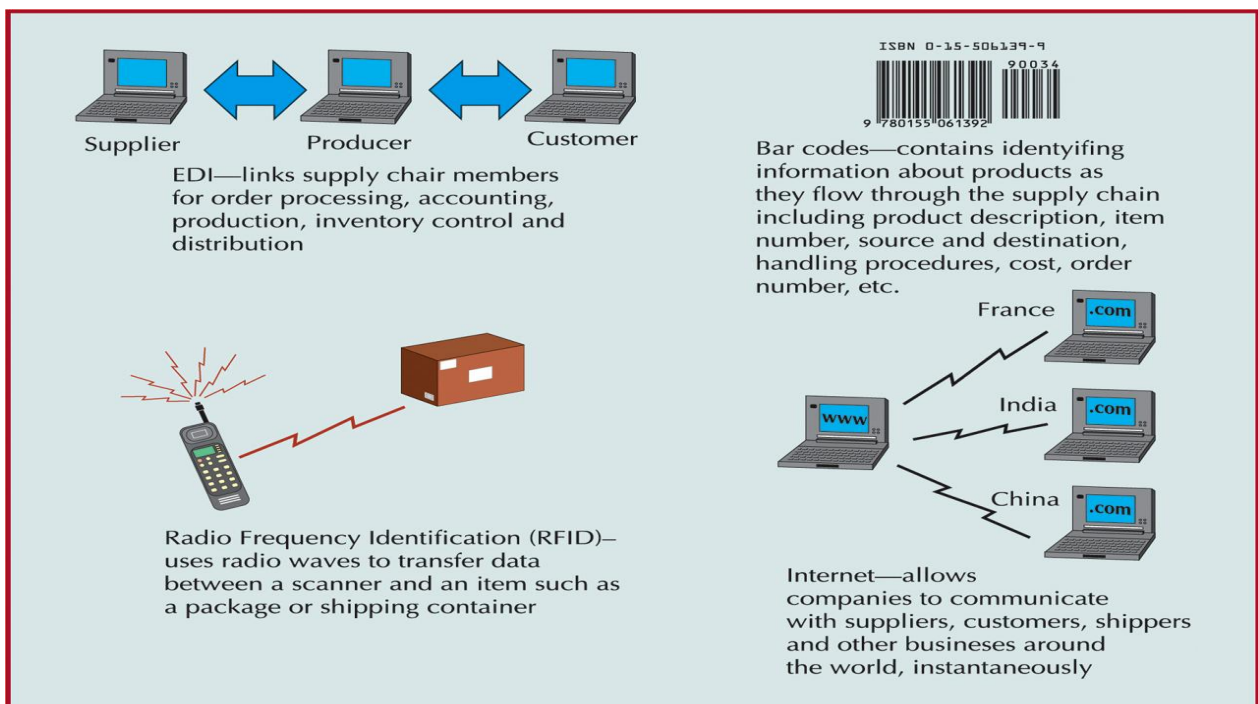 Supplier
Producer
Customer
EDI—links supply chair members
for order processing, accounting,
production, inventory control and
distribution
ISBN 0-15-506139-9
90034
9 780155 061392
Bar codes—contains identyifing
information about products as
they flow through the supply chain
including product description, item
number, source and destination,
handling procedures, cost, order
number, etc.
Radio Frequency Identification (RFID)–
uses radio waves to transfer data
between a scanner and an item such as
a package or shipping container
France
.com
India
.com
www
China
.com
Internet—allows
companies to communicate
with suppliers, customers, shippers
and other busineses around
the world, instantaneously